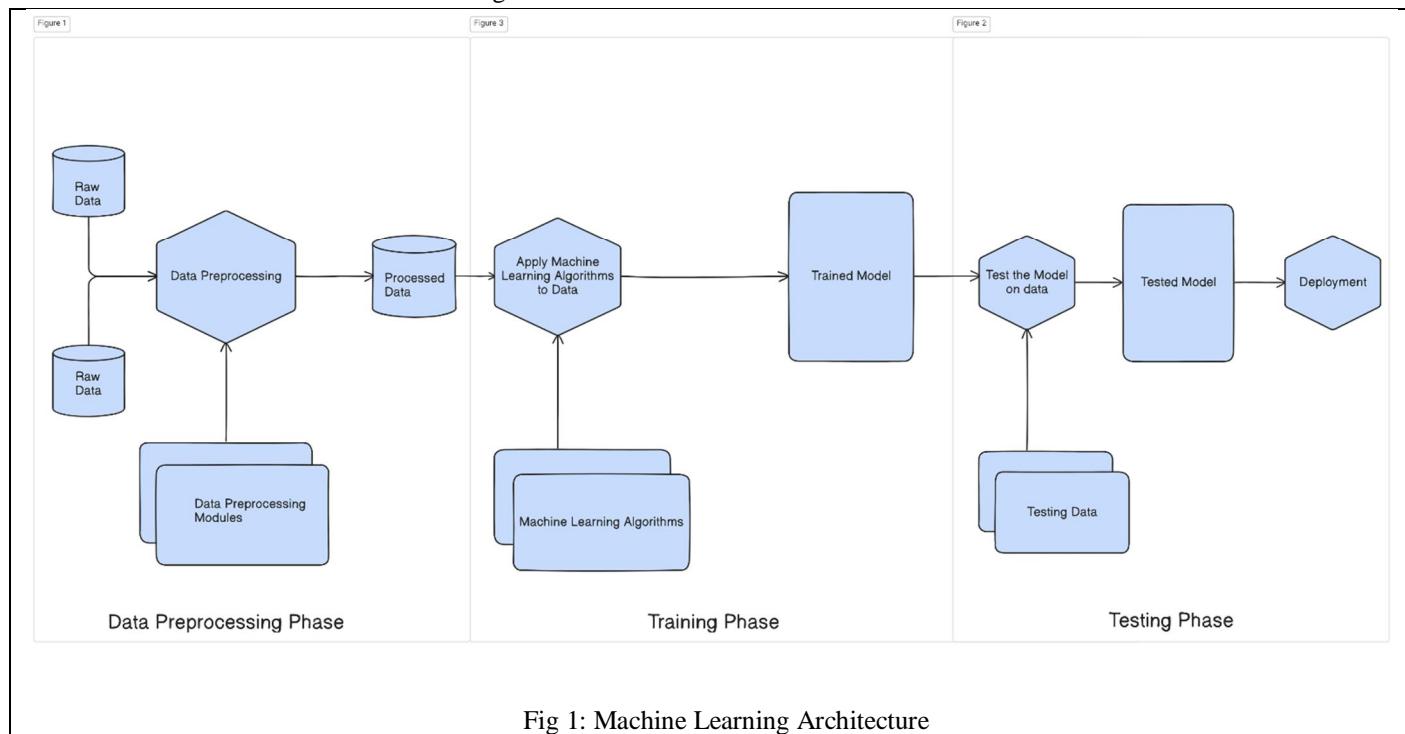 Figure 1
Figure 3
Figure 2
Raw
Data
Data Preprocessing
Processed
Data
Raw
Data
Data Preprocessing
Modules
Data Preprocessing Phase
Apply Machine
Learning Algorithms
to Data
Trained Model
Machine Learning Algorithms
Training Phase
Test the Model
on data
Tested Model
Deployment
Testing Data
Testing Phase
Fig 1: Machine Learning Architecture